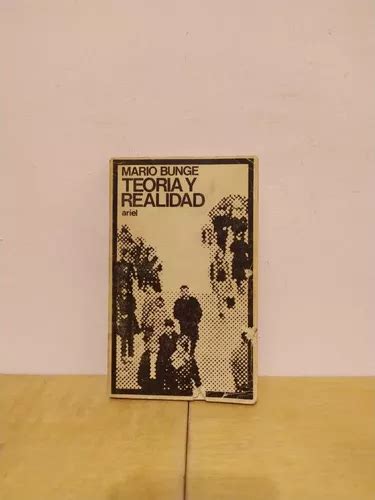 MARIO BUNGE
TEORIA Y
REALIDAD
ariel